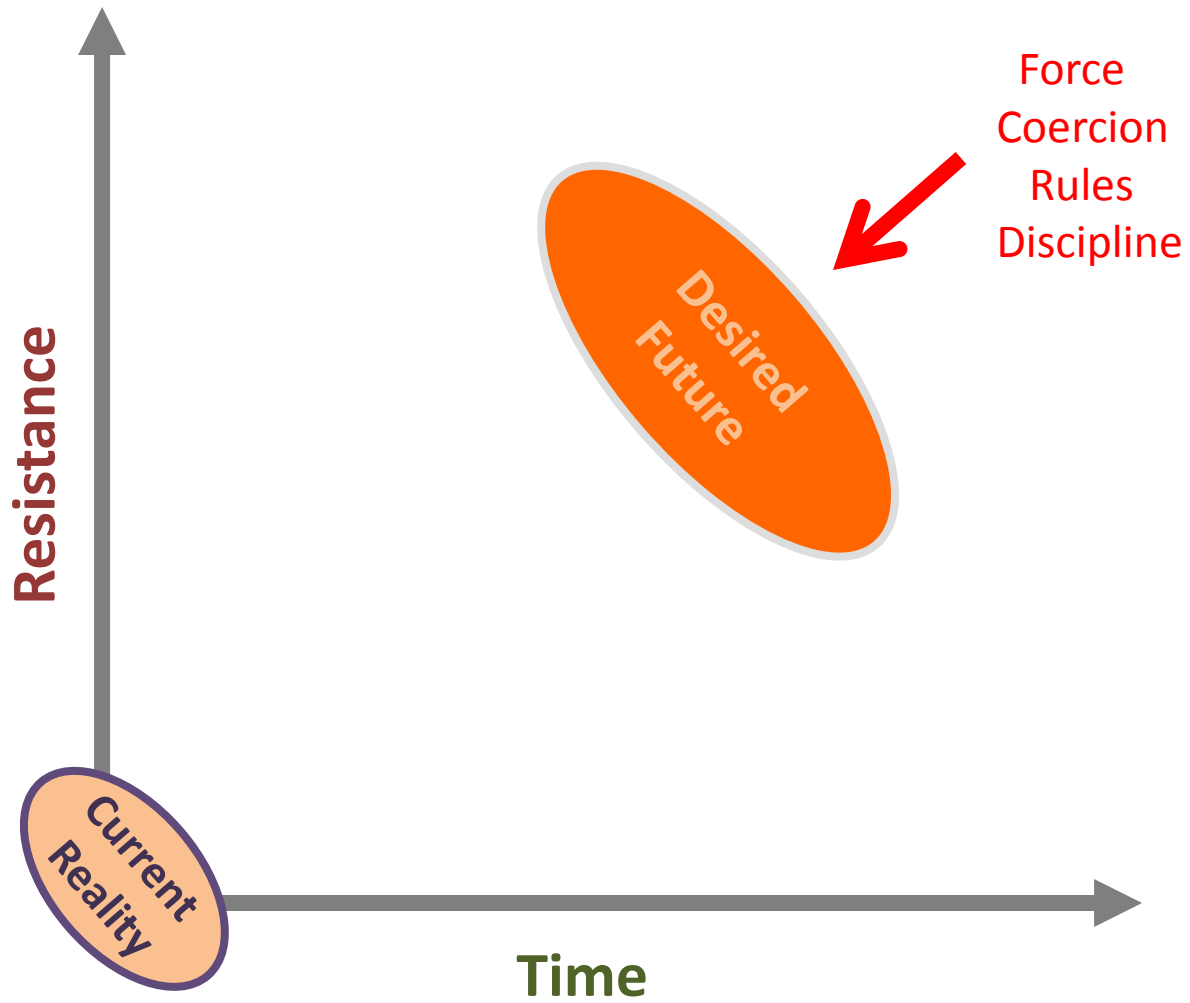 Force
Coercion
Rules
Discipline
Desired
Future
Resistance
Current
Reality
Time